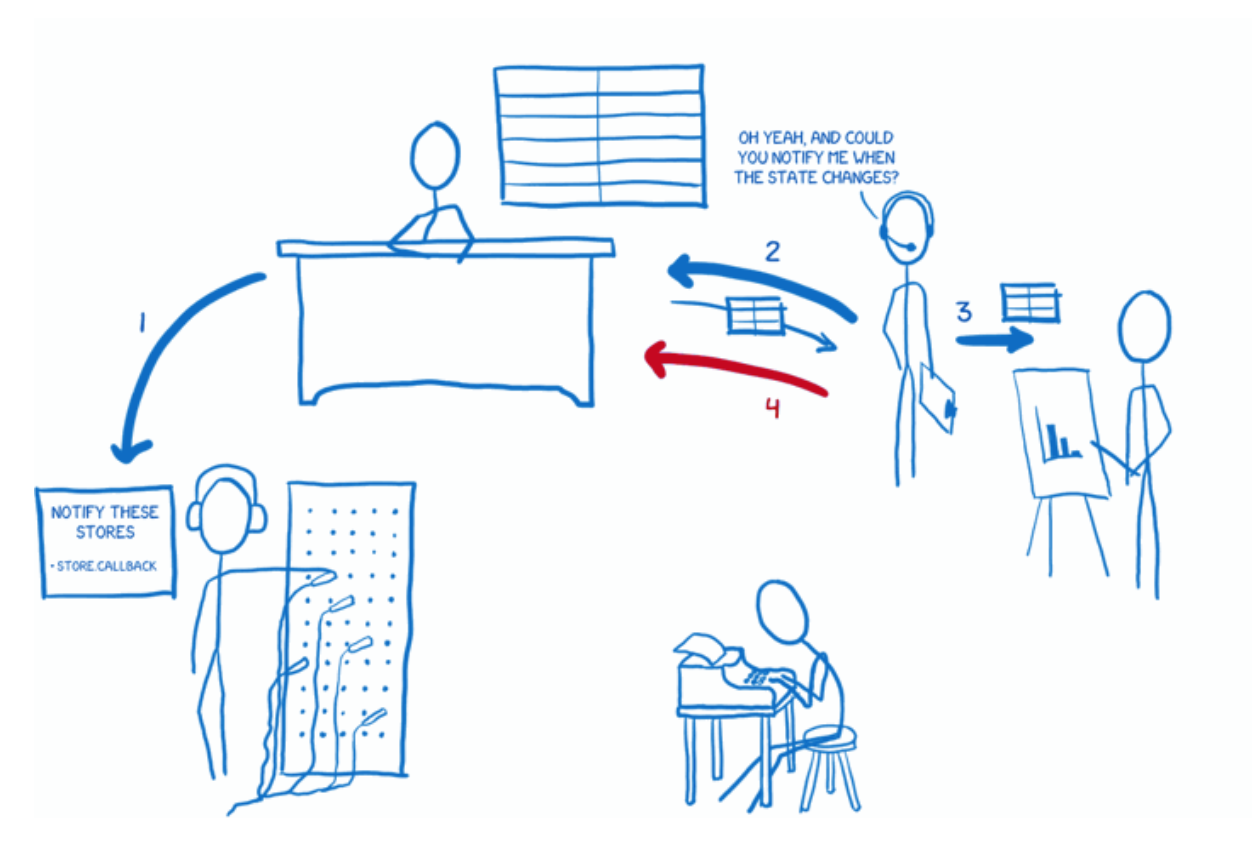 OH YEAH, AND COULD
YOU NOTIFY ME WHEN
THE STATE CHANGES?
2
3
1
4
NOTIFY THESE
STORES
• STORE.CALLBACK